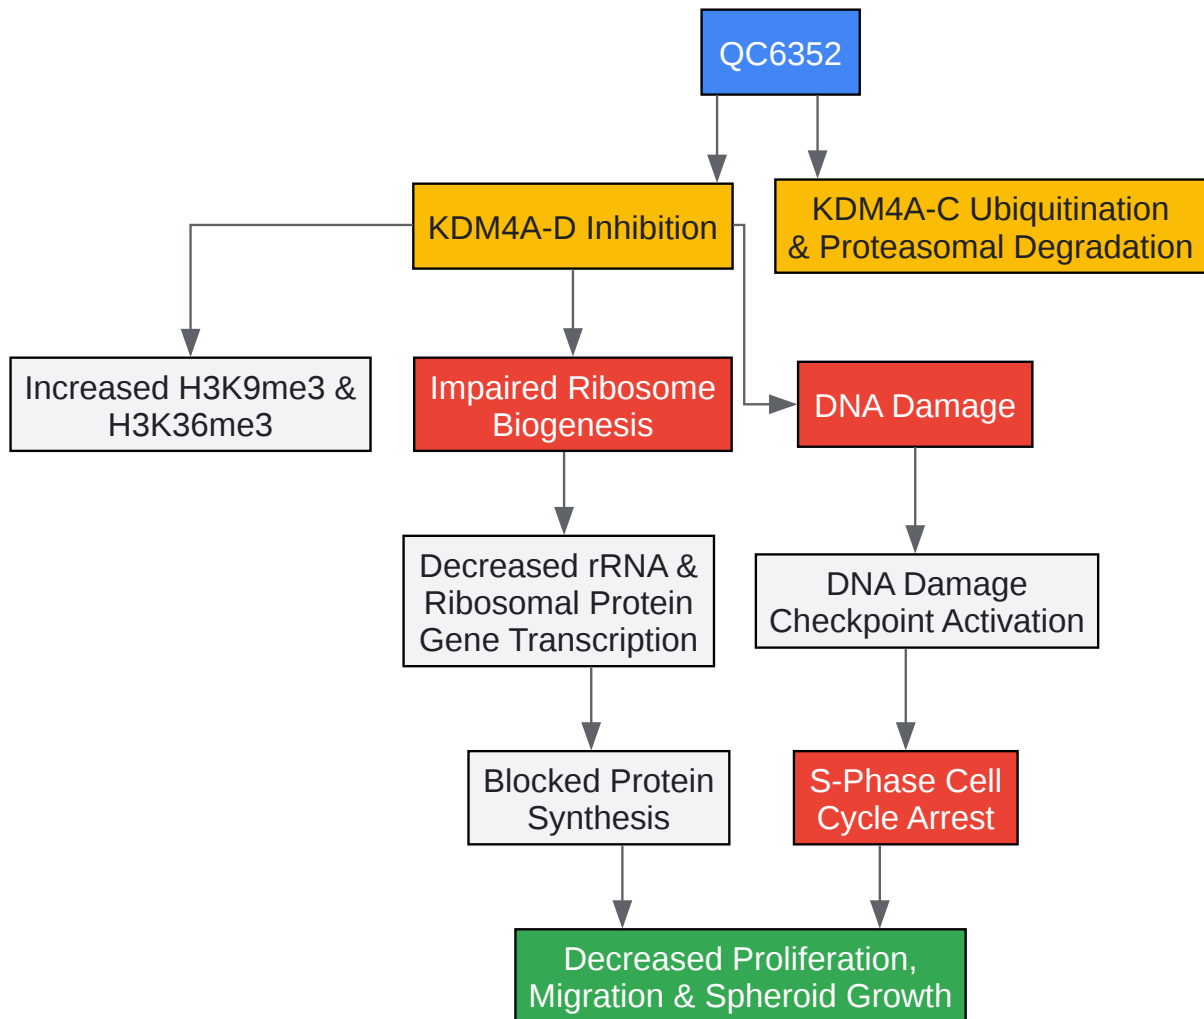 QC6352
KDM4A-D Inhibition
KDM4A-C Ubiquitination
& Proteasomal Degradation
Increased H3K9me3 &
H3K36me3
Impaired Ribosome
Biogenesis
DNA Damage
Decreased rRNA &
Ribosomal Protein
Gene Transcription
DNA Damage
Checkpoint Activation
Blocked Protein
Synthesis
S-Phase Cell
Cycle Arrest
Decreased Proliferation,
Migration & Spheroid Growth